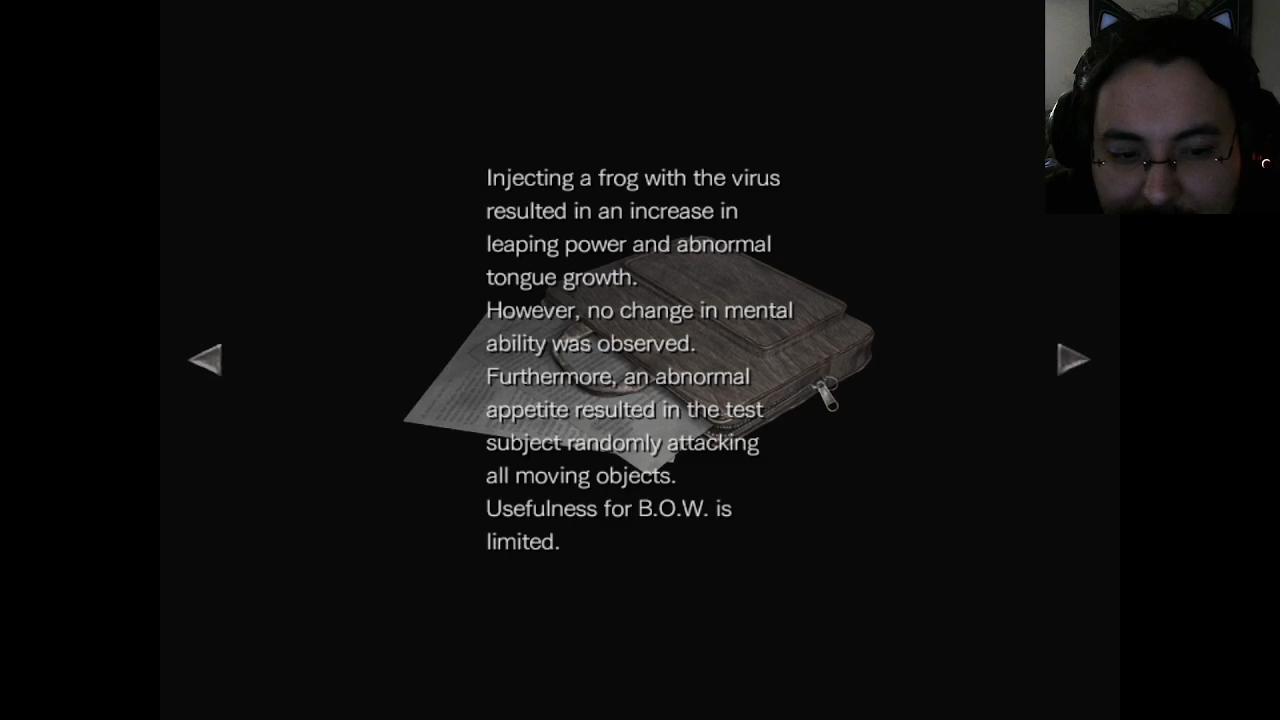 Injecting a frog with the virus
resulted in an increase in
leaping power and abnormal
tongue growth.
However, no change in mental
ability was observed.
Furthermore, an abnormal
appetite resulted in the test
subject randomly attacking
all moving objects.
Usefulness for B.O.W. is
limited.